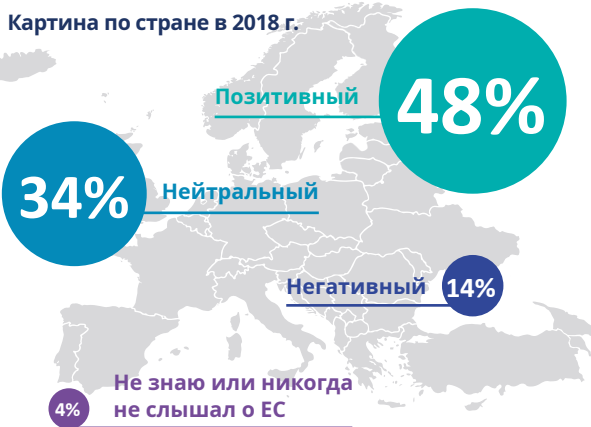 Картина по стране в 2018 г.
Позитивный
48%
34%
Нейтральный
Негативный
14%
Не знаю или никогда
не слышал о ЕС
4%